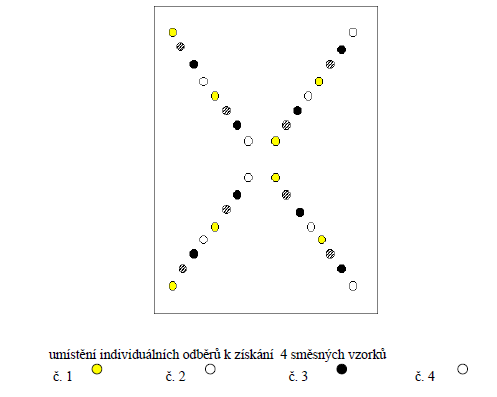 umístění individuálních odběrů k získání 4 směsných vzorků
č. 1 č. 2 č. 3 č. 4